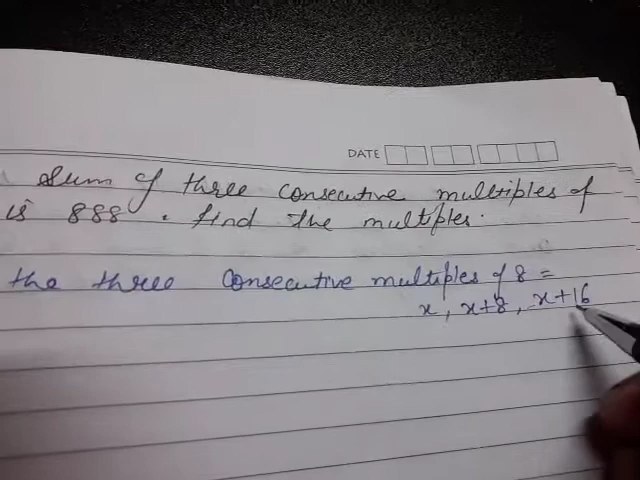 DATE
Sum of three consecutive multiples of
is 888. find the multiples.
the three consecutive multiples of 8 =
x, x+8, x+16